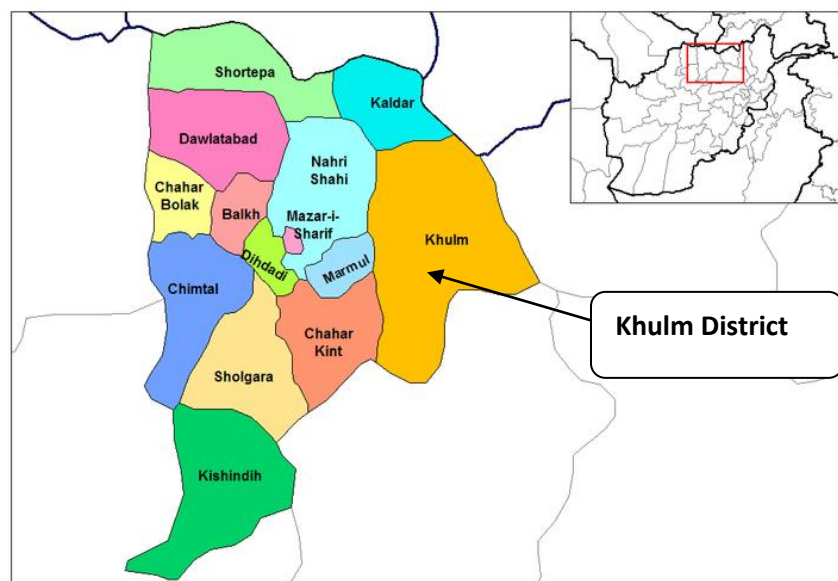 Shortepa
Kaldar
Dawlatabad
Nahri
Shahi
Chahar
Bolak
Balkh
Mazar-i-
Sharif
Khulm
Dihdadi
Marmul
Chimtal
Khulm District
Chahar
Kint
Sholgara
Kishindih